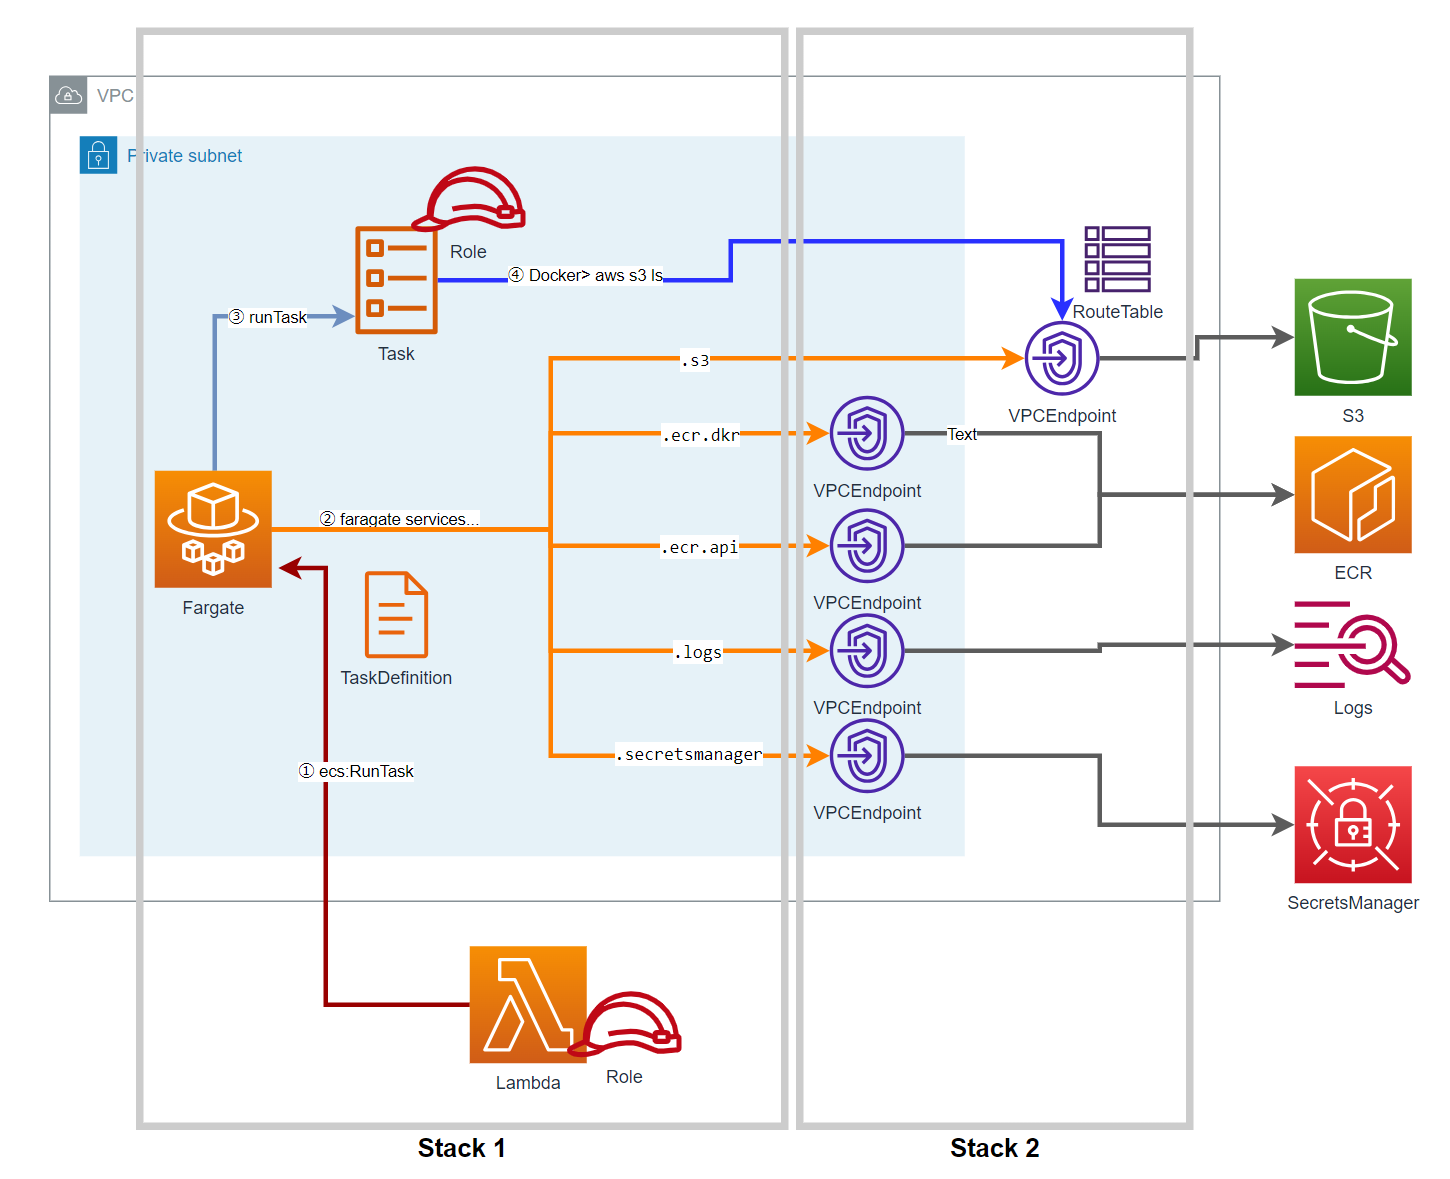 VPC
Private subnet
Role
④ Docker> aws s3 ls
RouteTable
③ runTask
Task
.s3
VPCEndpoint
S3
.ecr.dkr
Text
VPCEndpoint
② faragate services...
.ecr.api
ECR
Fargate
VPCEndpoint
TaskDefinition
.logs
VPCEndpoint
Logs
.secretsmanager
① ecs:RunTask
VPCEndpoint
SecretsManager
Lambda
Role
Stack 1
Stack 2